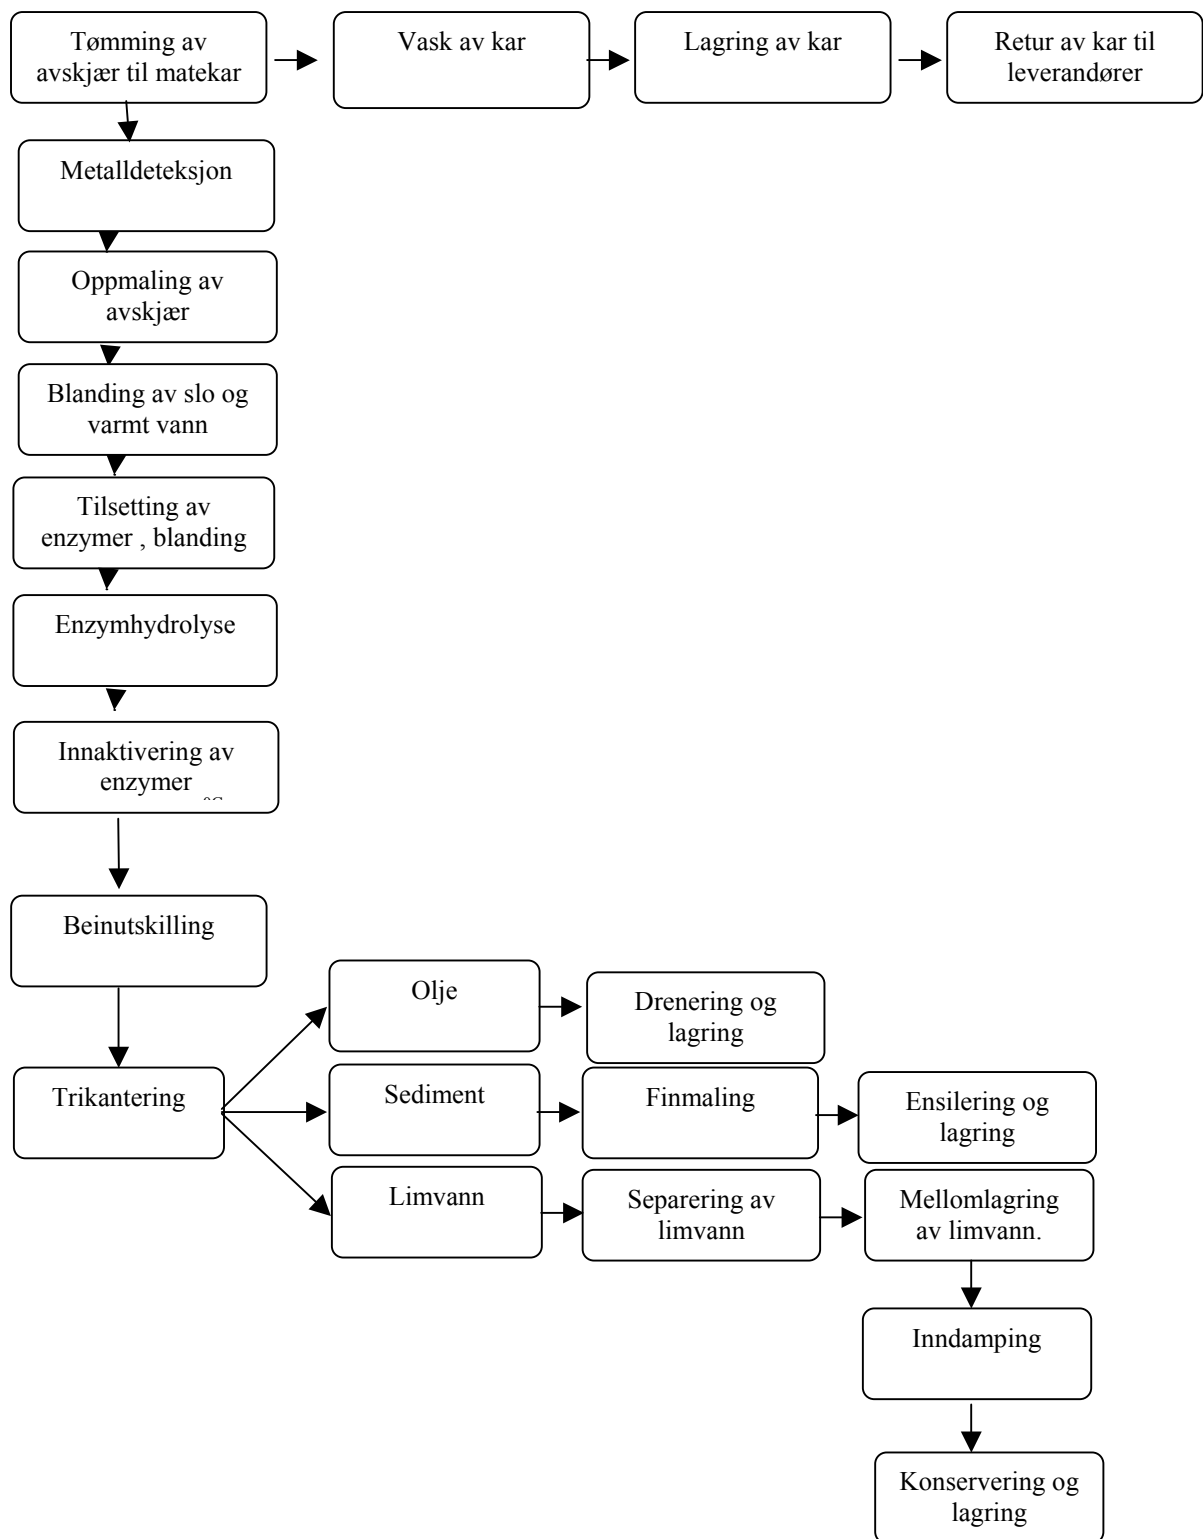 Tømming av
avskjær til matekar
Vask av kar
Lagring av kar
Retur av kar til
leverandører
Metalldeteksjon
Oppmaling av
avskjær
Blanding av slo og
varmt vann
Tilsetting av
enzymer , blanding
Enzymhydrolyse
Innaktivering av
enzymer
Beinutskilling
Trikantering
Olje
Drenering og
lagring
Sediment
Finmaling
Ensilering og
lagring
Limvann
Separering av
limvann
Mellomlagring
av limvann.
Inndamping
Konservering og
lagring